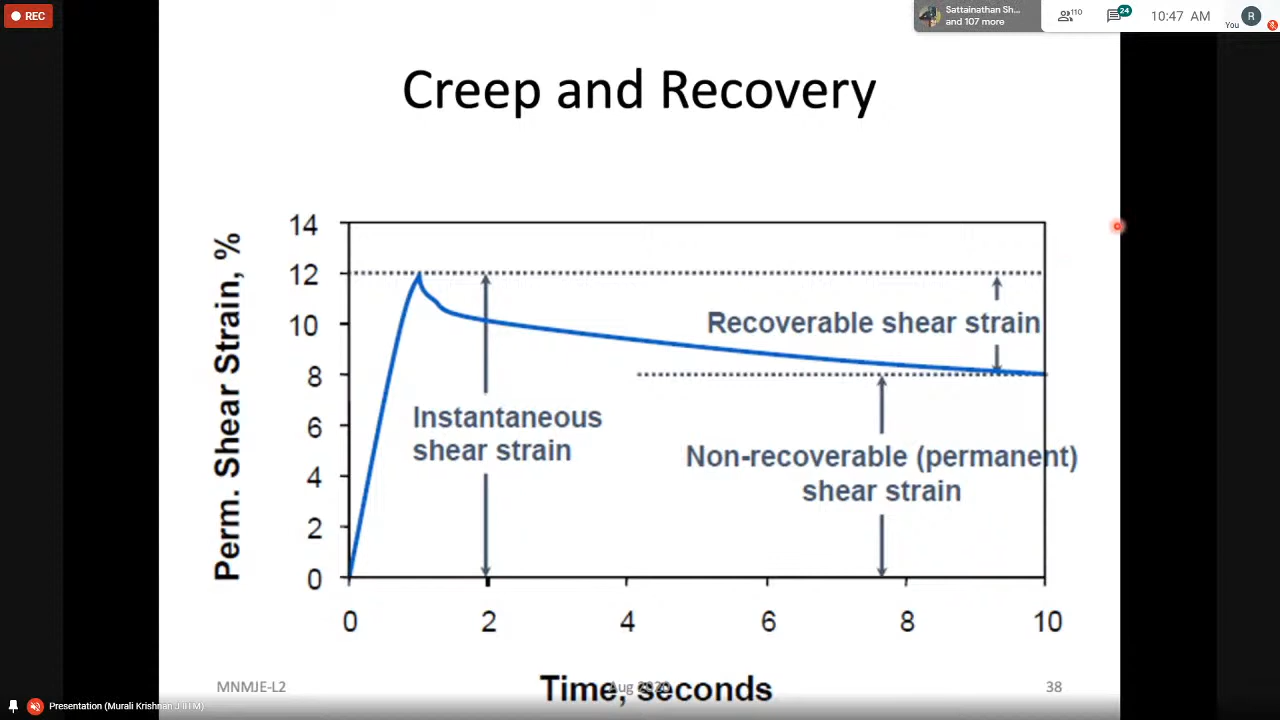 REC
Sattainathan Sh...
and 107 more
110
24
10:47 AM
You
R
Creep and Recovery
Perm. Shear Strain, %
14
12
10
8
6
4
2
0
Recoverable shear strain
Instantaneous
shear strain
Non-recoverable (permanent)
shear strain
0 2 4 6 8 10
Time, seconds
MNMJE-L2
Aug 2020
38
Presentation (Murali Krishnan J IITM)